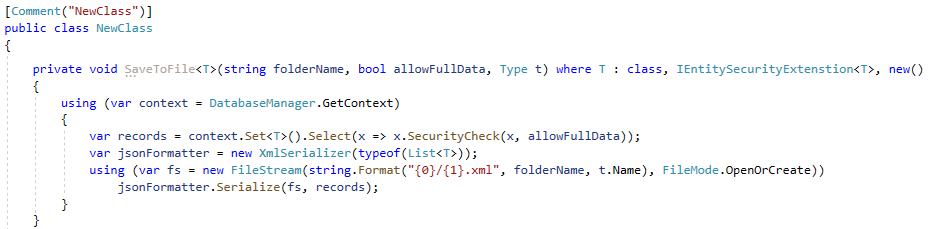 [Comment("NewClass")]
public class NewClass
{
private void SaveToFile<T>(string folderName, bool allowFullData, Type t) where T : class, IEntitySecurityExtenstion<T>, new()
{
using (var context = DatabaseManager.GetContext)
{
var records = context.Set<T>().Select(x => x.SecurityCheck(x, allowFullData));
var jsonFormatter = new XmlSerializer(typeof(List<T>));
using (var fs = new FileStream(string.Format("{0}/{1}.xml", folderName, t.Name), FileMode.OpenOrCreate))
jsonFormatter.Serialize(fs, records);
}
}